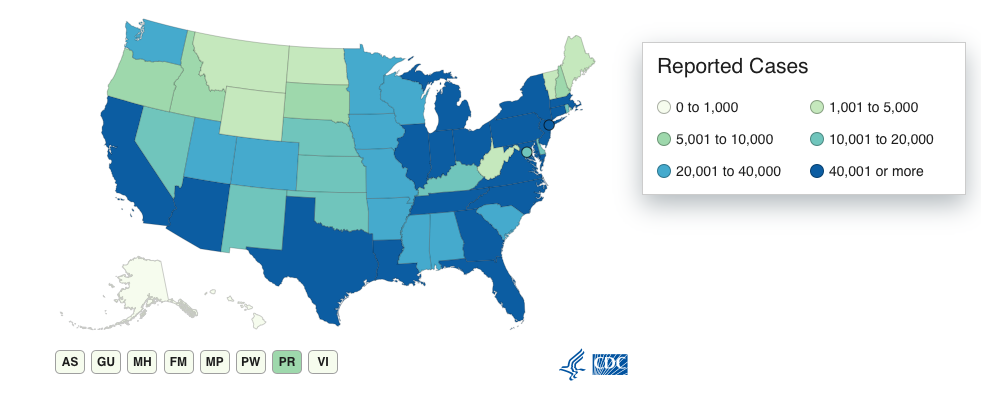 Reported Cases
0 to 1,000
1,001 to 5,000
5,001 to 10,000
10,001 to 20,000
20,001 to 40,000
40,001 or more
AS GU MH FM MP PW PR VI
CDC